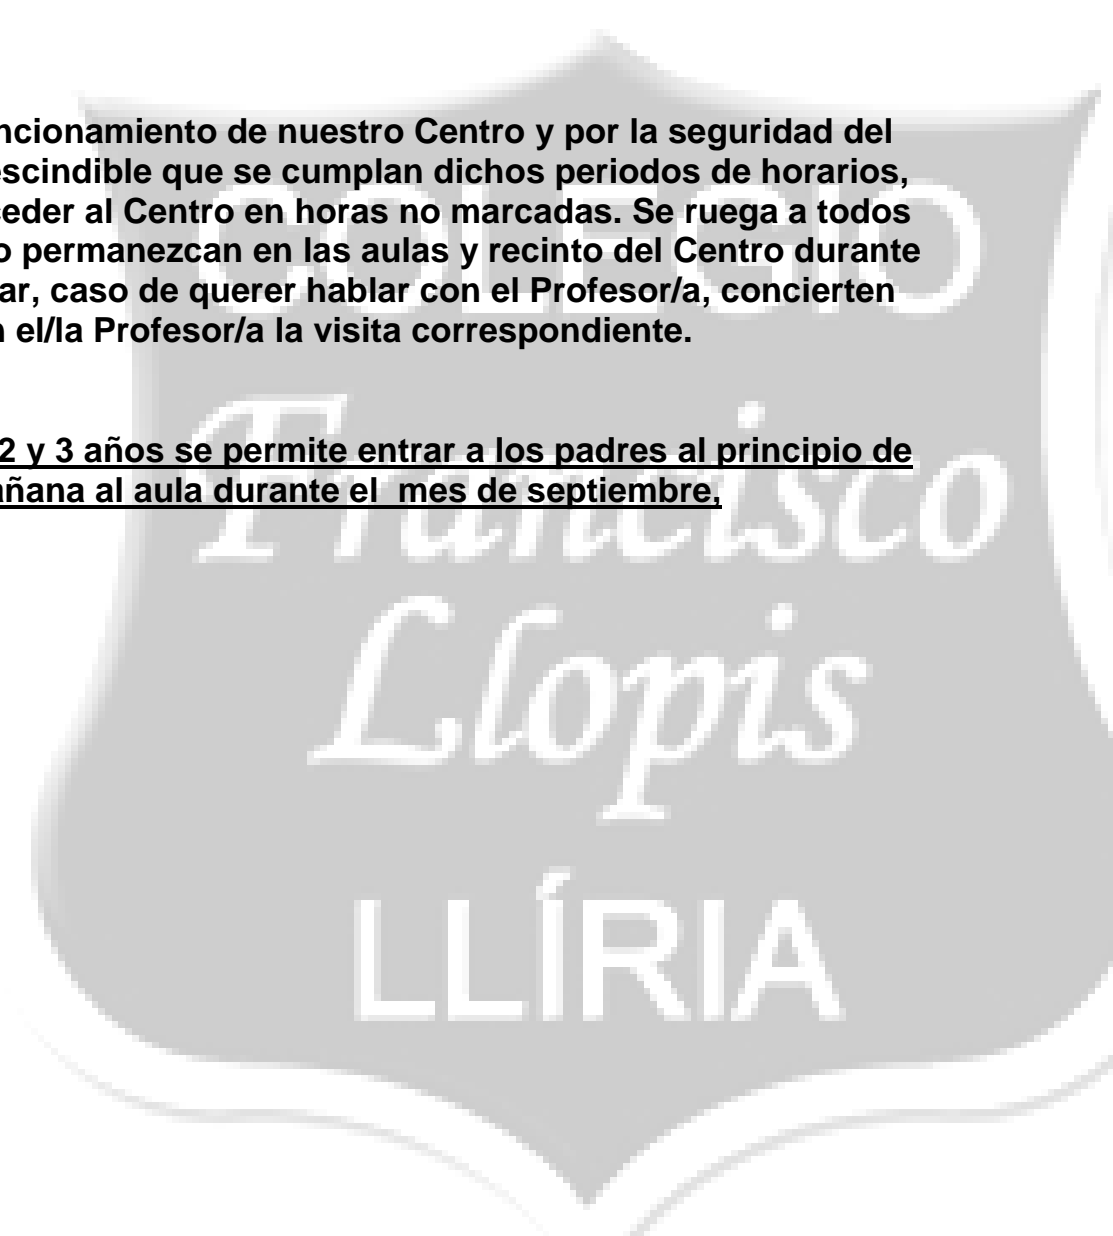 ncionamiento de nuestro Centro y por la seguridad del
escindible que se cumplan dichos periodos de horarios,
ceder al Centro en horas no marcadas. Se ruega a todos
o permanezcan en las aulas y recinto del Centro durante
ar, caso de querer hablar con el Profesor/a, concierten
n el/la Profesor/a la visita correspondiente.
2 y 3 años se permite entrar a los padres al principio de
añana al aula durante el  mes de septiembre,
COLEGIO
Francisco
Llopis
LLÍRIA